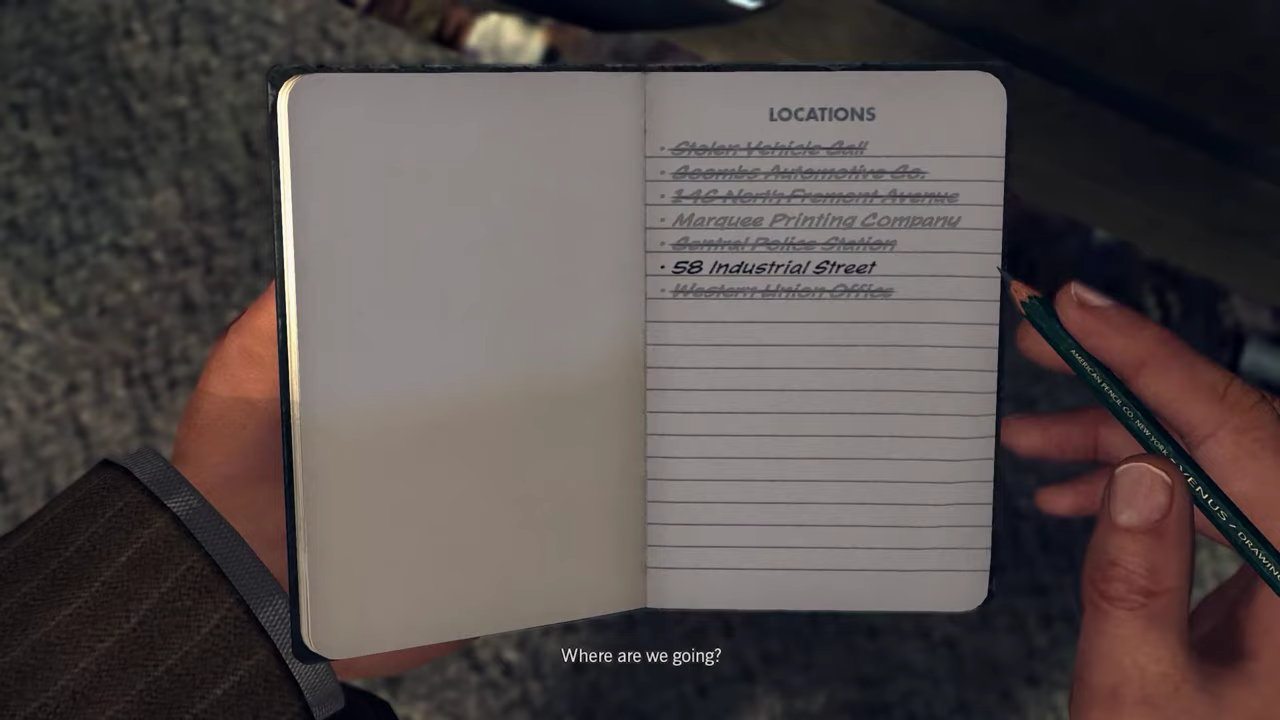 LOCATIONS
· Stolen Vehicle Call
· Coombs Automotive Co.
· 146 North Fremont Avenue
· Marquee Printing Company
· Central Police Station
· 58 Industrial Street
· Western Union Office
AMERICAN PENCIL CO. NEW YORK VENUS / DRAWING
Where are we going?